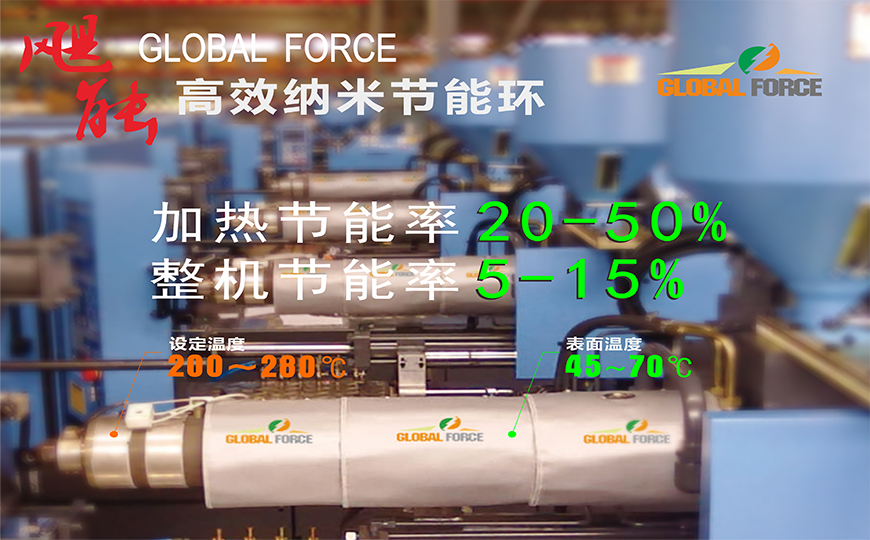 飓能
GLOBAL FORCE
高效纳米节能环
GLOBAL FORCE
加热节能率 20-50%
整机节能率 5-15%
设定温度
200~280℃
表面温度
45~70℃
GLOBAL FORCE
GLOBAL FORCE
GLOBAL FORCE